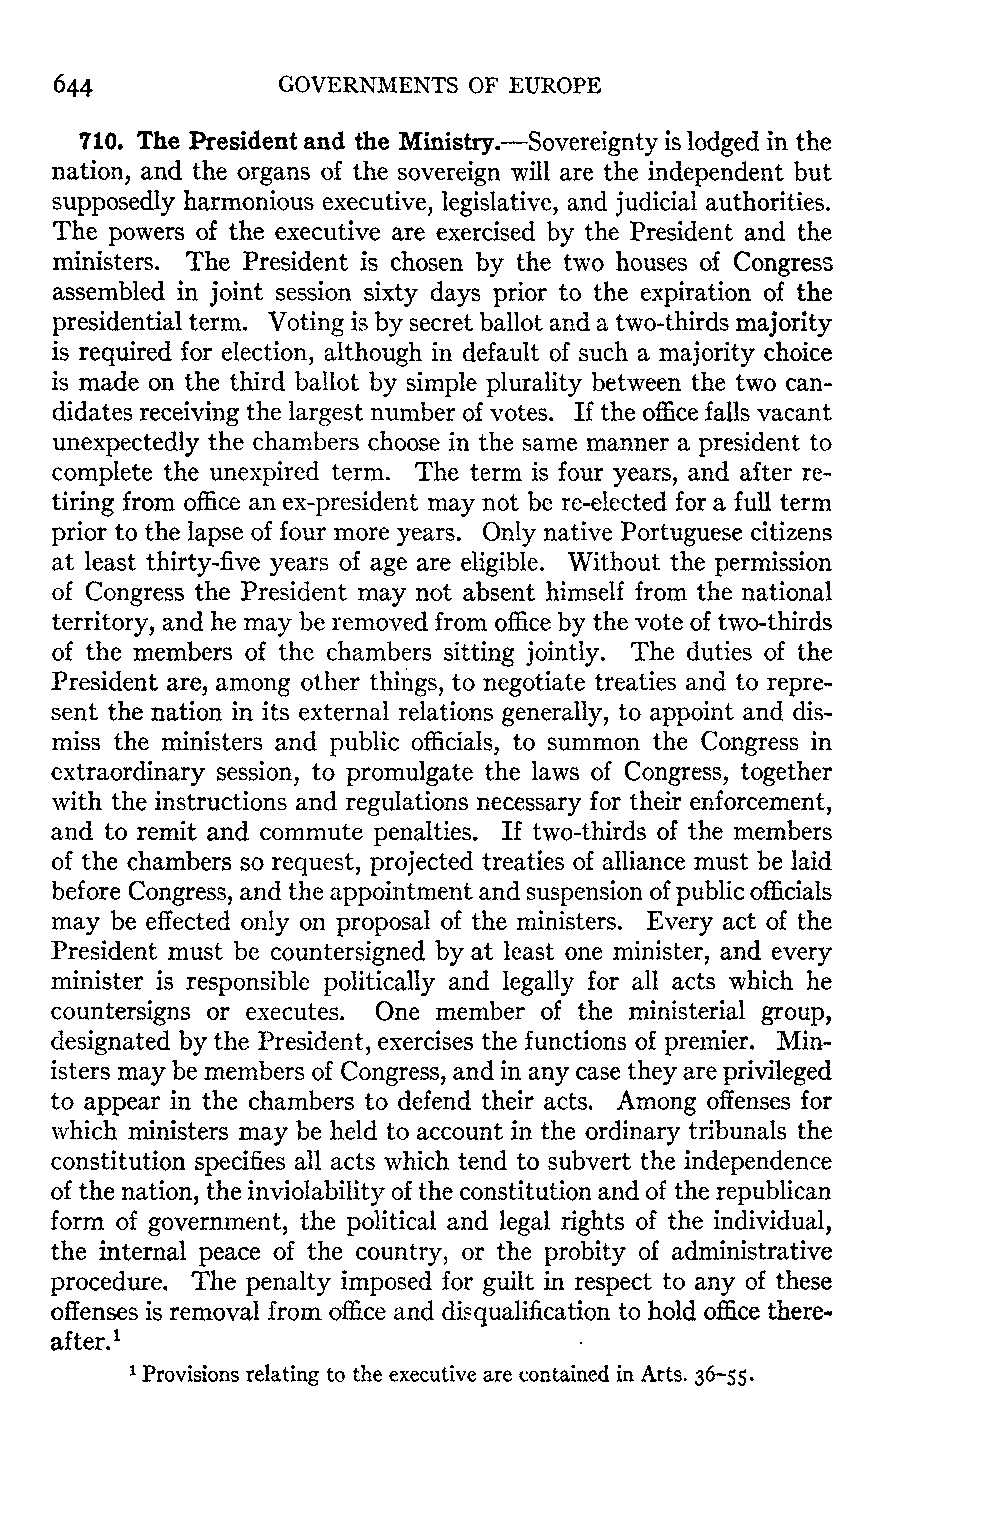 644 GOVERNMENTS OF EUROPE
710. The President and the Ministry.—Sovereignty is lodged in the
nation, and the organs of the sovereign will are the independent but
supposedly harmonious executive, legislative, and judicial authorities.
The powers of the executive are exercised by the President and the
ministers. The President is chosen by the two houses of Congress
assembled in joint session sixty days prior to the expiration of the
presidential term. Voting is by secret ballot and a two-thirds majority
is required for election, although in default of such a majority choice
is made on the third ballot by simple plurality between the two can-
didates receiving the largest number of votes. If the office falls vacant
unexpectedly the chambers choose in the same manner a president to
complete the unexpired term. The term is four years, and after re-
tiring from office an ex-president may not be re-elected for a full term
prior to the lapse of four more years. Only native Portuguese citizens
at least thirty-five years of age are eligible. Without the permission
of Congress the President may not absent himself from the national
territory, and he may be removed from office by the vote of two-thirds
of the members of the chambers sitting jointly. The duties of the
President are, among other things, to negotiate treaties and to repre-
sent the nation in its external relations generally, to appoint and dis-
miss the ministers and public officials, to summon the Congress in
extraordinary session, to promulgate the laws of Congress, together
with the instructions and regulations necessary for their enforcement,
and to remit and commute penalties. If two-thirds of the members
of the chambers so request, projected treaties of alliance must be laid
before Congress, and the appointment and suspension of public officials
may be effected only on proposal of the ministers. Every act of the
President must be countersigned by at least one minister, and every
minister is responsible politically and legally for all acts which he
countersigns or executes. One member of the ministerial group,
designated by the President, exercises the functions of premier. Min-
isters may be members of Congress, and in any case they are privileged
to appear in the chambers to defend their acts. Among offenses for
which ministers may be held to account in the ordinary tribunals the
constitution specifies all acts which tend to subvert the independence
of the nation, the inviolability of the constitution and of the republican
form of government, the political and legal rights of the individual,
the internal peace of the country, or the probity of administrative
procedure. The penalty imposed for guilt in respect to any of these
offenses is removal from office and disqualification to hold office there-
after.¹
¹ Provisions relating to the executive are contained in Arts. 36–55.